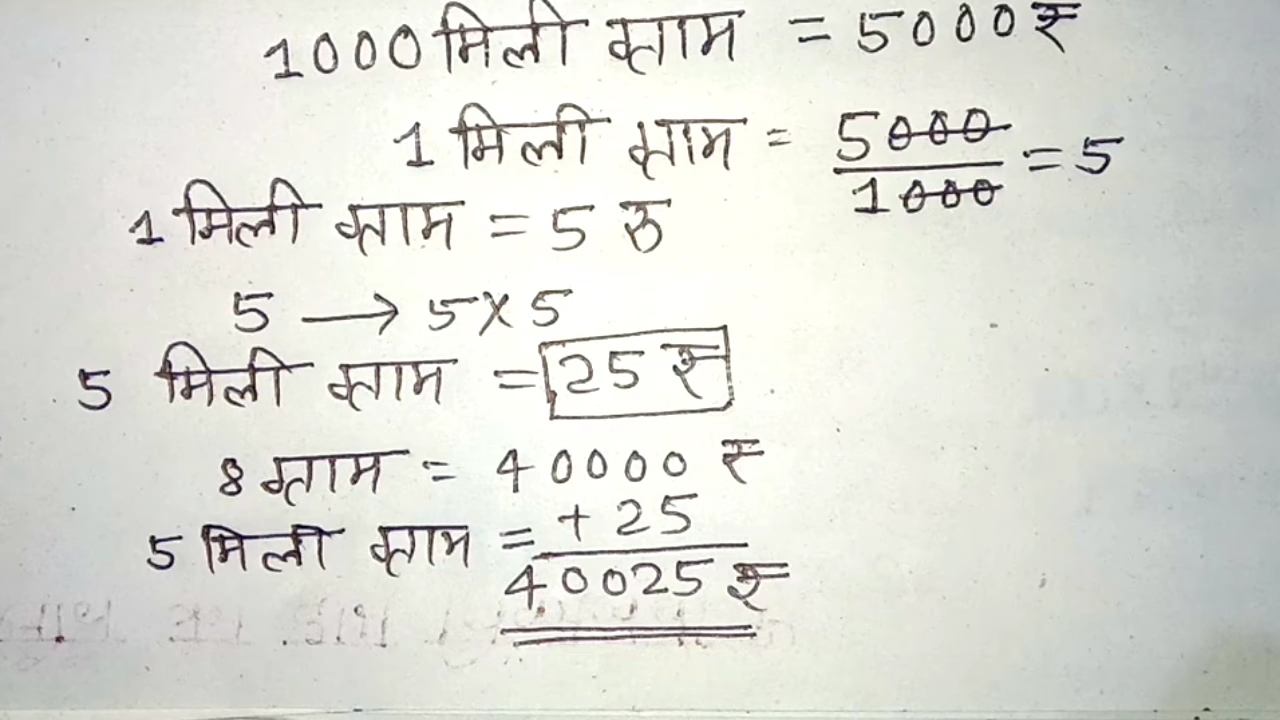 1000 मिली ग्राम = 5000 ₹
1 मिली ग्राम = 5000/1000 = 5
1 मिली ग्राम = 5 रु
5 → 5×5
5 मिली ग्राम = 25 ₹
8 ग्राम = 40000 ₹
5 मिली ग्राम = + 25
40025 ₹